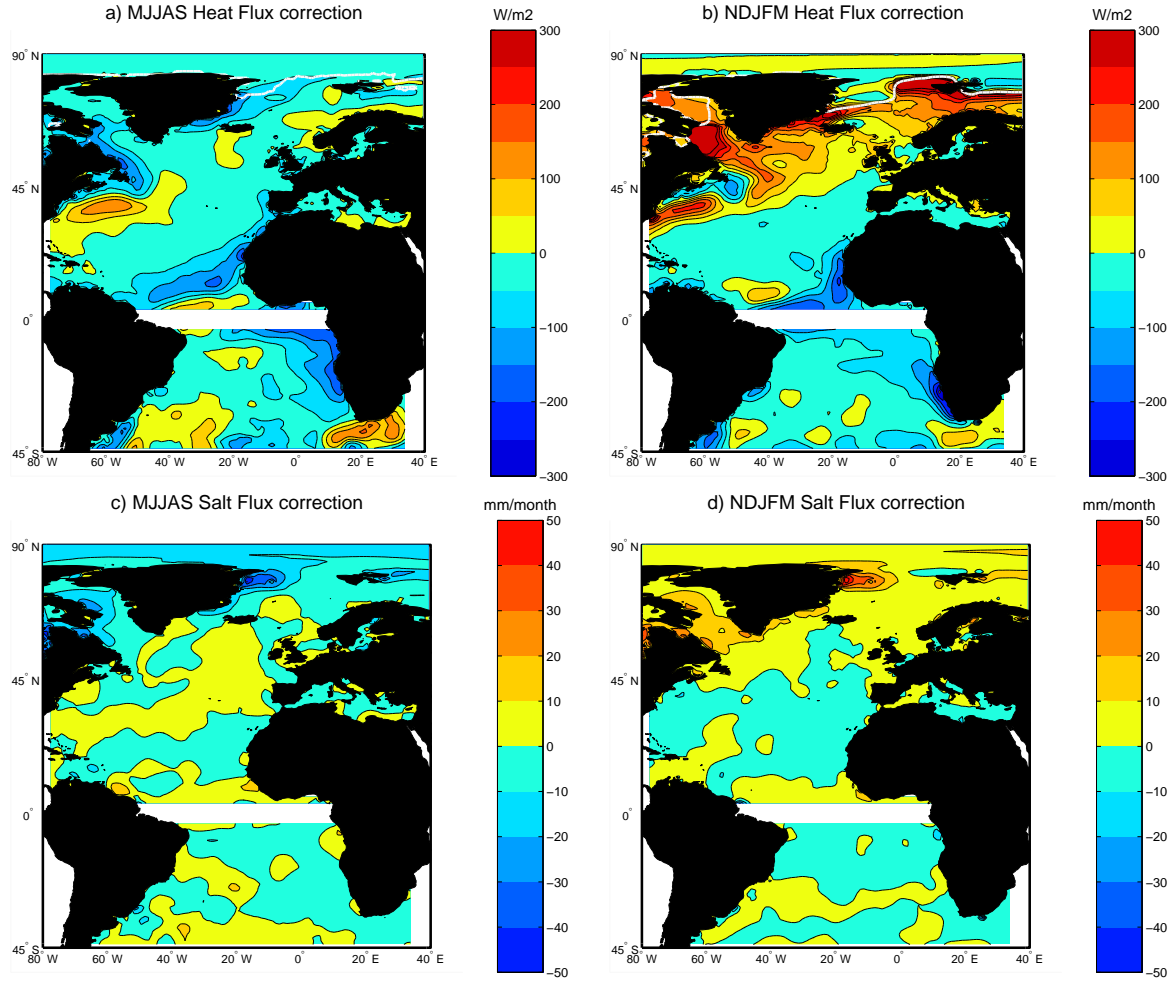 a) MJJAS Heat Flux correction
W/m2
b) NDJFM Heat Flux correction
W/m2
90° N
45° N
0°
45° S
80° W
60° W
40° W
20° W
0°
20° E
40° E
300
200
100
0
−100
−200
−300
90° N
45° N
0°
45° S
80° W
60° W
40° W
20° W
0°
20° E
40° E
300
200
100
0
−100
−200
−300
c) MJJAS Salt Flux correction
mm/month
d) NDJFM Salt Flux correction
mm/month
90° N
45° N
0°
45° S
80° W
60° W
40° W
20° W
0°
20° E
40° E
50
40
30
20
10
0
−10
−20
−30
−40
−50
90° N
45° N
0°
45° S
80° W
60° W
40° W
20° W
0°
20° E
40° E
50
40
30
20
10
0
−10
−20
−30
−40
−50